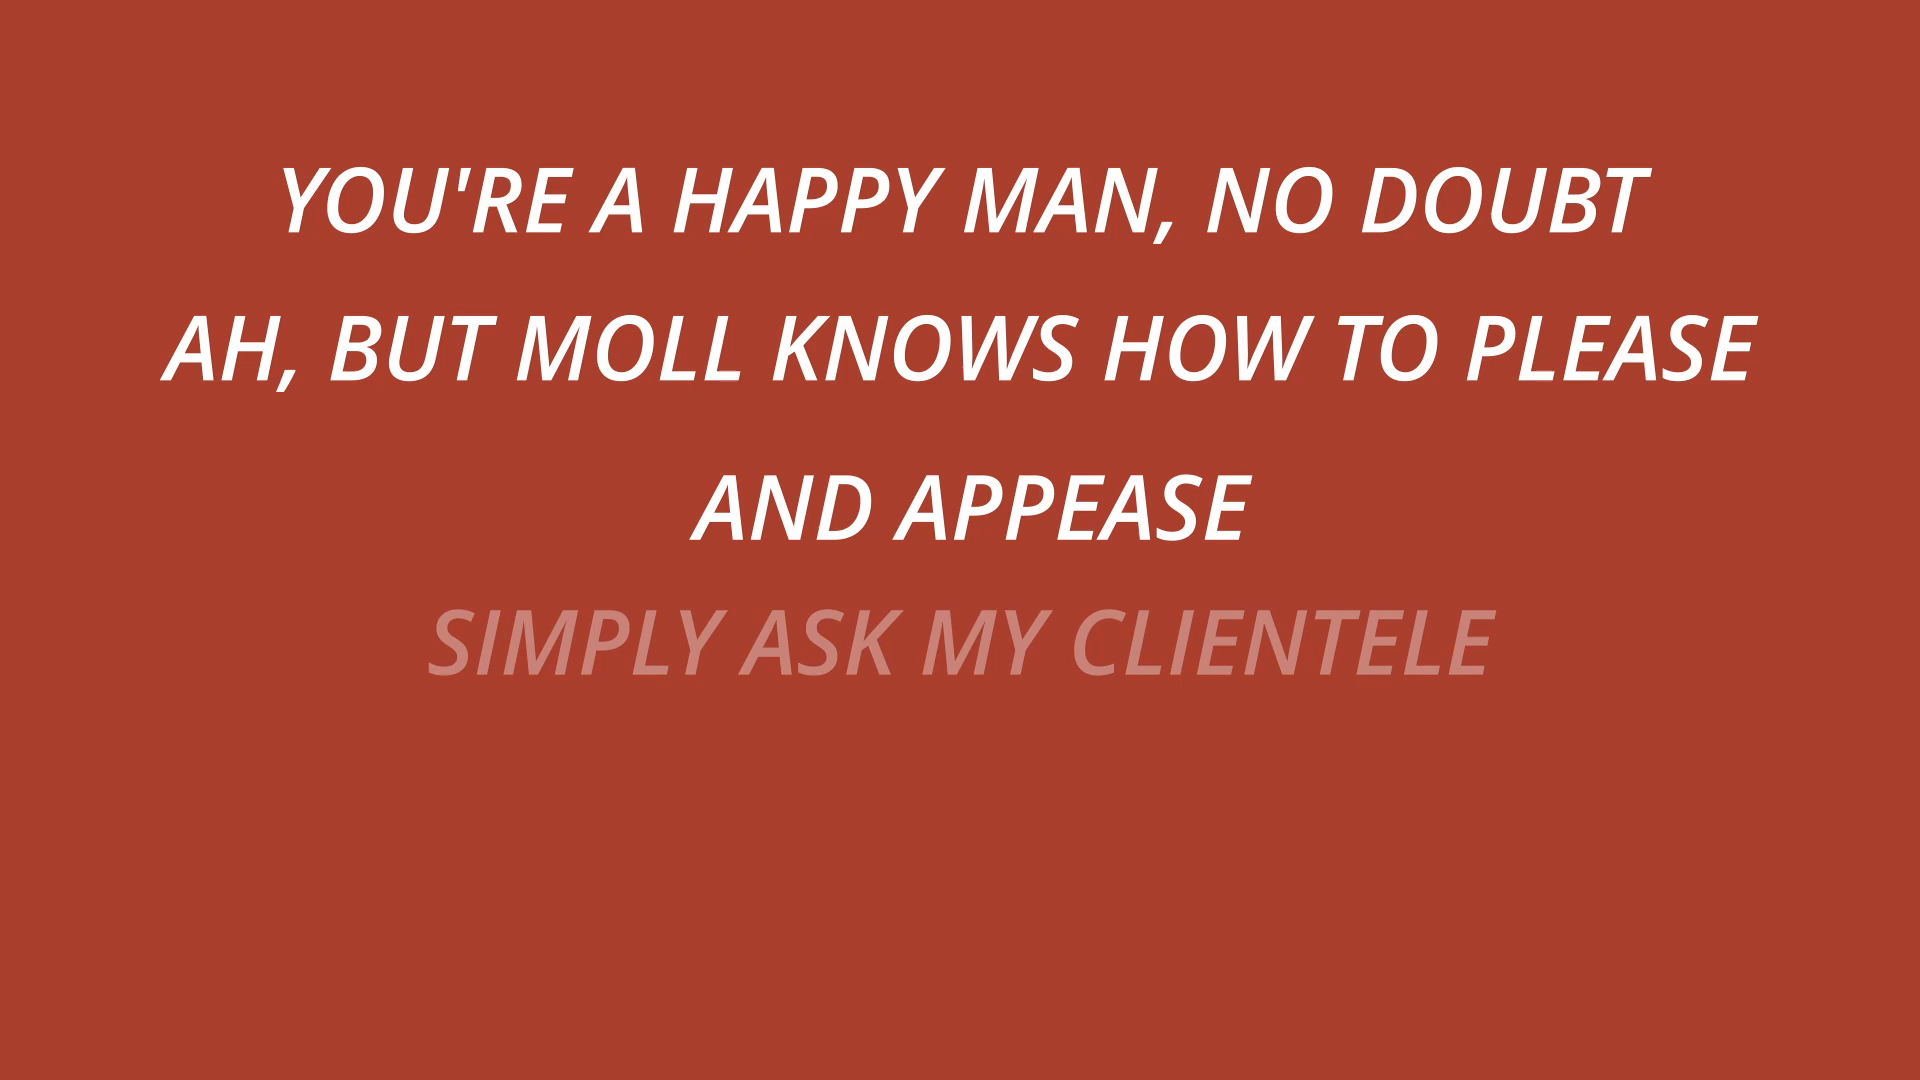 YOU'RE A HAPPY MAN, NO DOUBT
AH, BUT MOLL KNOWS HOW TO PLEASE
AND APPEASE
SIMPLY ASK MY CLIENTELE